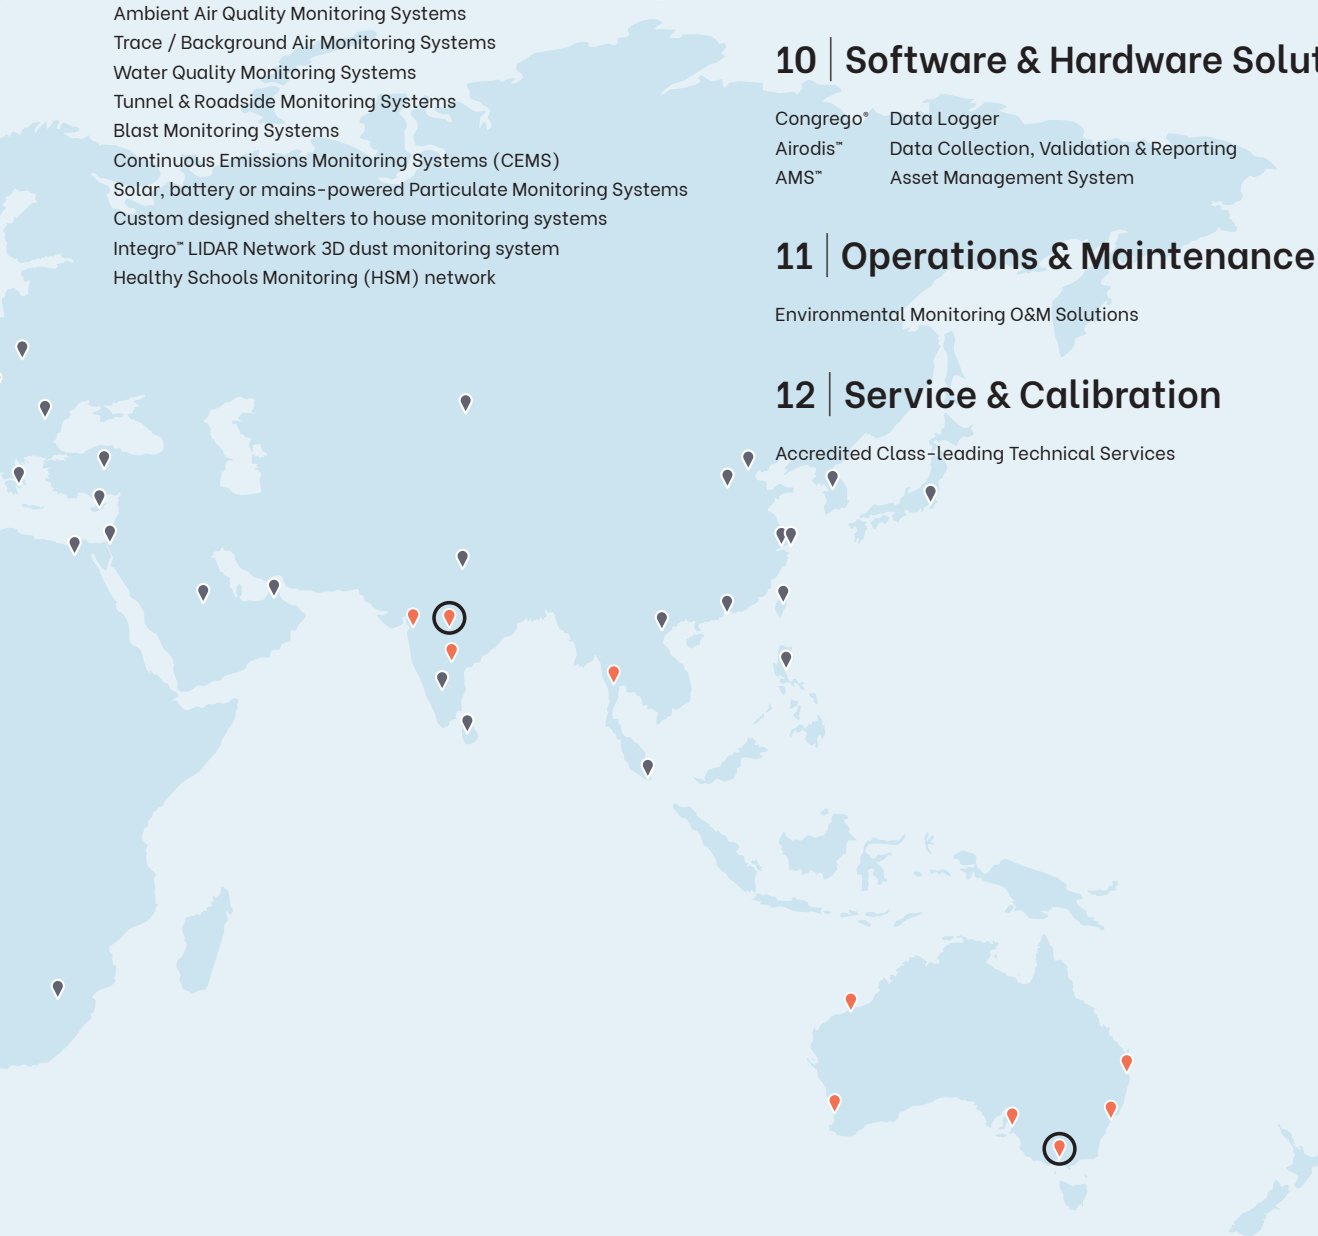 Ambient Air Quality Monitoring Systems
Trace / Background Air Monitoring Systems
Water Quality Monitoring Systems
Tunnel & Roadside Monitoring Systems
Blast Monitoring Systems
Continuous Emissions Monitoring Systems (CEMS)
Solar, battery or mains-powered Particulate Monitoring Systems
Custom designed shelters to house monitoring systems
Integro™ LIDAR Network 3D dust monitoring system
Healthy Schools Monitoring (HSM) network
10 | Software & Hardware Solut
Congrego® Data Logger
Airodis™ Data Collection, Validation & Reporting
AMS™ Asset Management System
11 | Operations & Maintenance
Environmental Monitoring O&M Solutions
12 | Service & Calibration
Accredited Class-leading Technical Services